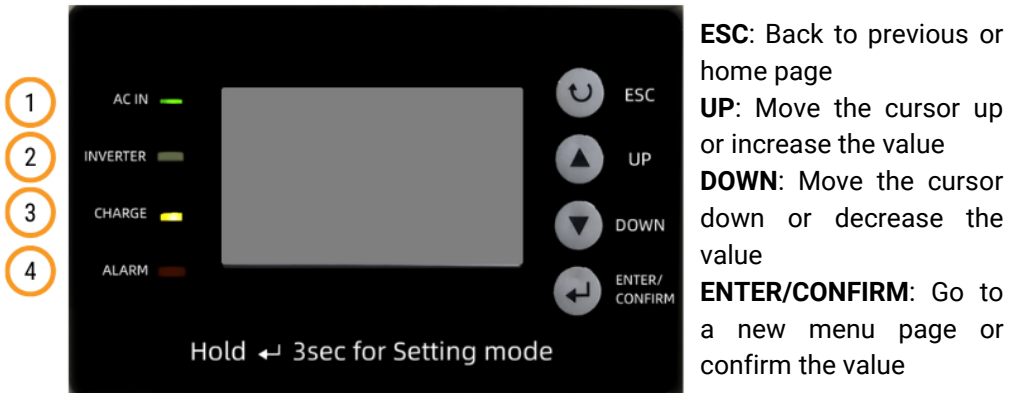 1
AC IN
2
INVERTER
3
CHARGE
4
ALARM
ESC
UP
DOWN
ENTER/
CONFIRM
Hold ↵ 3sec for Setting mode
ESC: Back to previous or
home page
UP: Move the cursor up
or increase the value
DOWN: Move the cursor
down or decrease the
value
ENTER/CONFIRM: Go to
a new menu page or
confirm the value